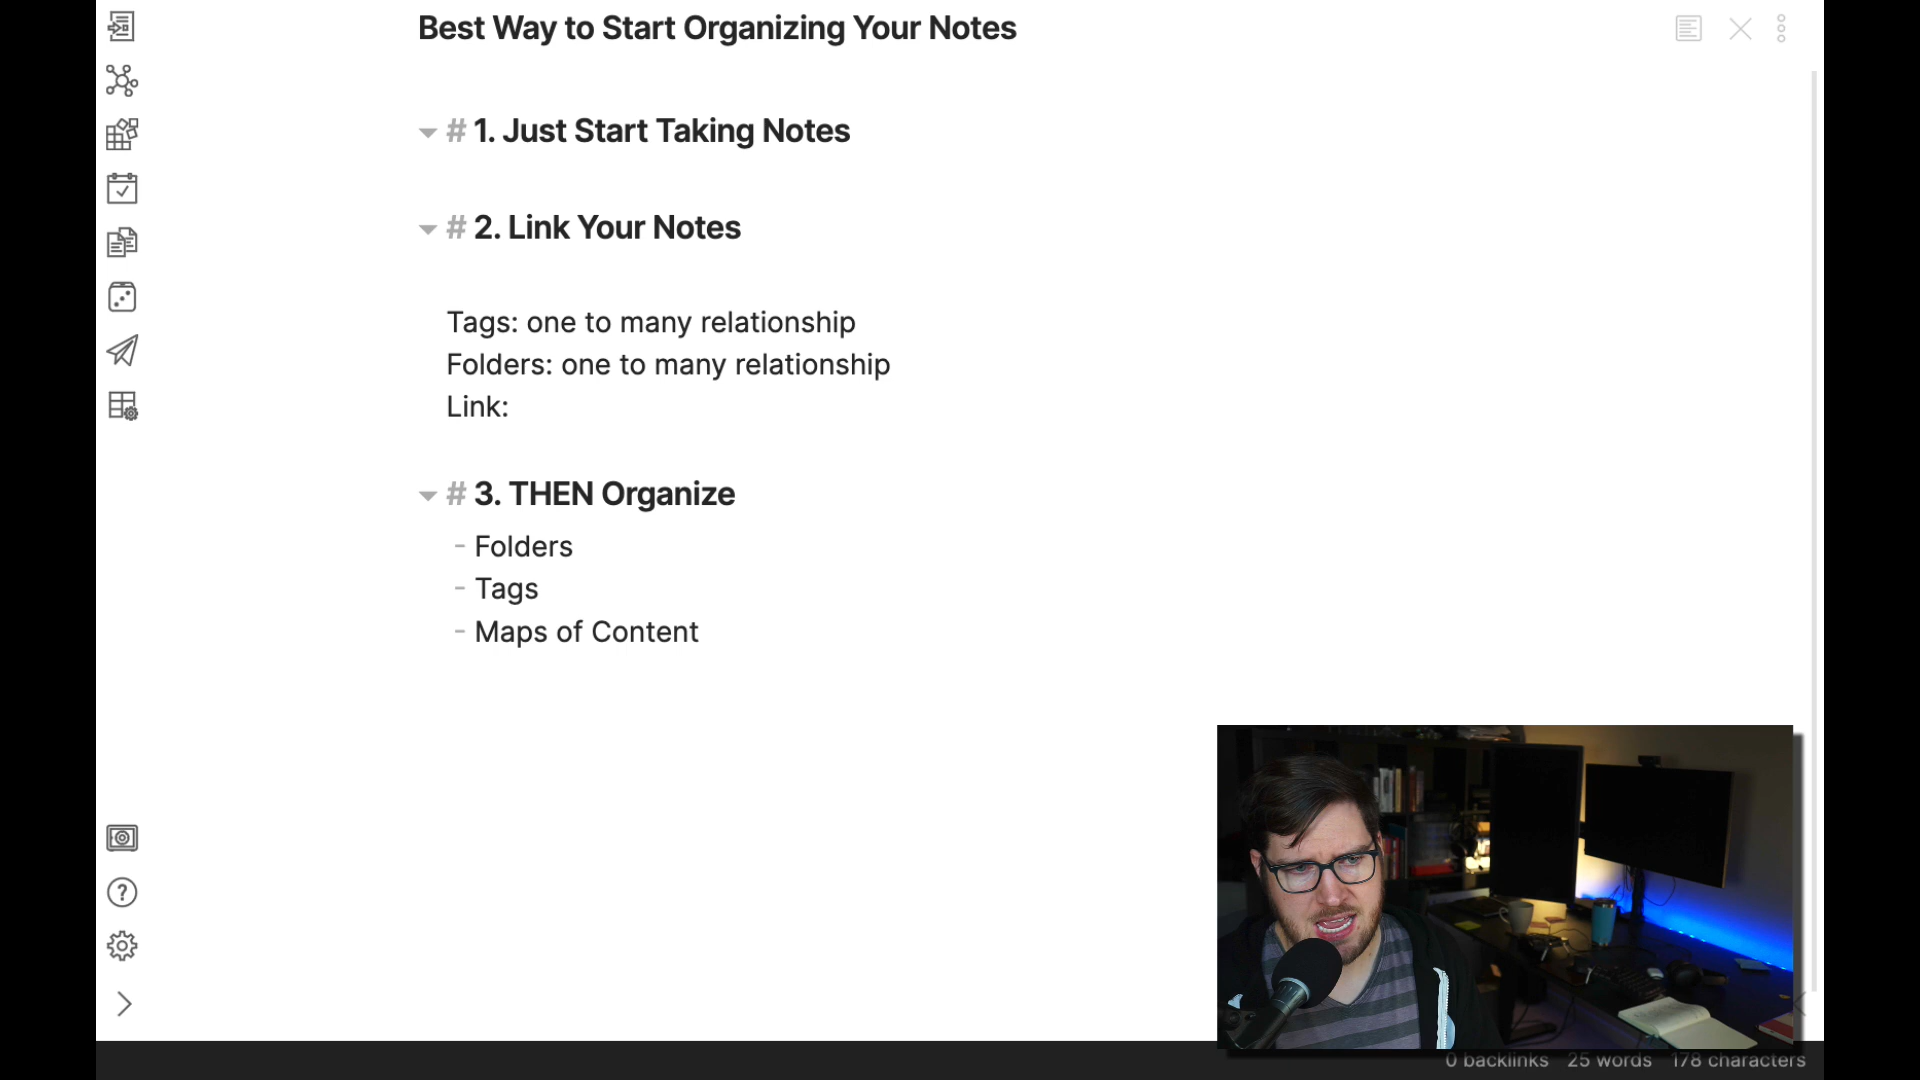 Best Way to Start Organizing Your Notes
# 1. Just Start Taking Notes
# 2. Link Your Notes
Tags: one to many relationship
Folders: one to many relationship
Link:
# 3. THEN Organize
- Folders
- Tags
- Maps of Content
0 backlinks 25 words 178 characters